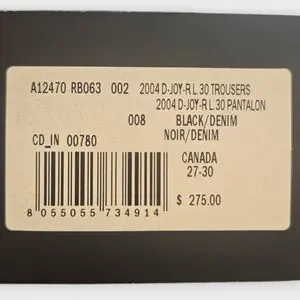 A12470 RB063 002 2004 D-JOY-R L.30 TROUSERS
2004 D-JOY-R L.30 PANTALON
008 BLACK/DENIM
NOIR/DENIM
CD_IN 00780
CANADA
27-30
$ 275.00
8 055055 734914